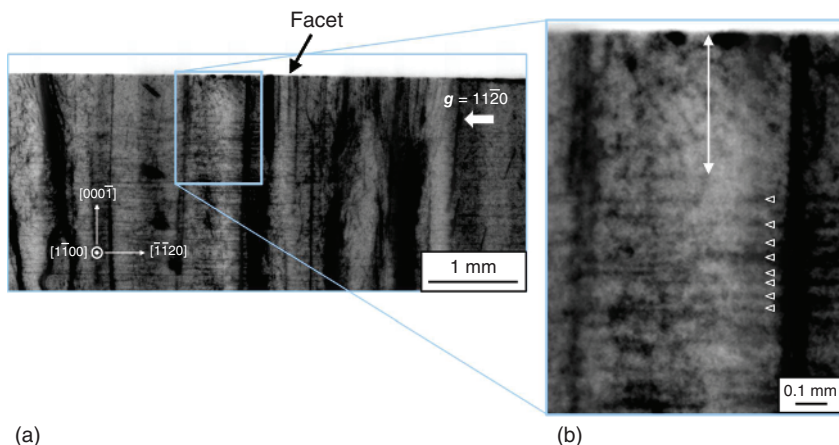 Facet
g = 112̄0
[0001̄]
[11̄00]
[1̄1̄20]
1 mm
0.1 mm
(a)
(b)